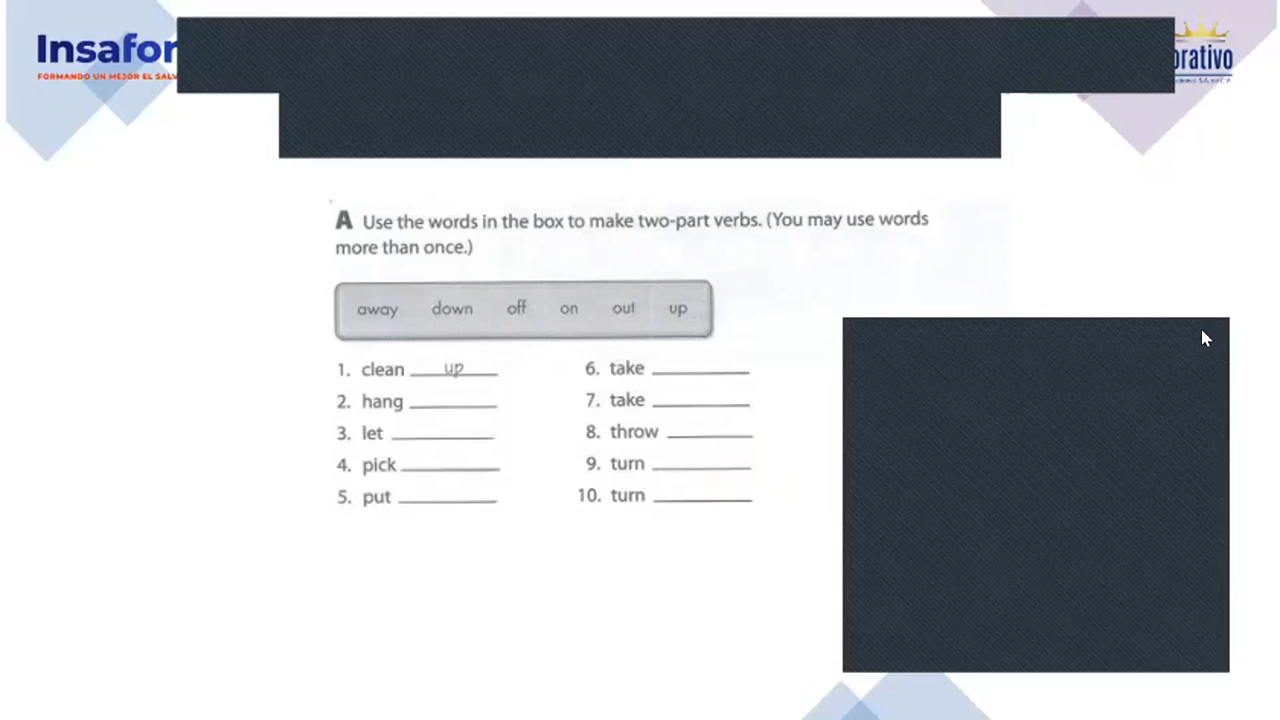 Insafor
FORMANDO UN MEJOR EL SALV
orativo
A Use the words in the box to make two-part verbs. (You may use words
more than once.)
away down off on out up
1. clean up
2. hang
3. let
4. pick
5. put
6. take
7. take
8. throw
9. turn
10. turn